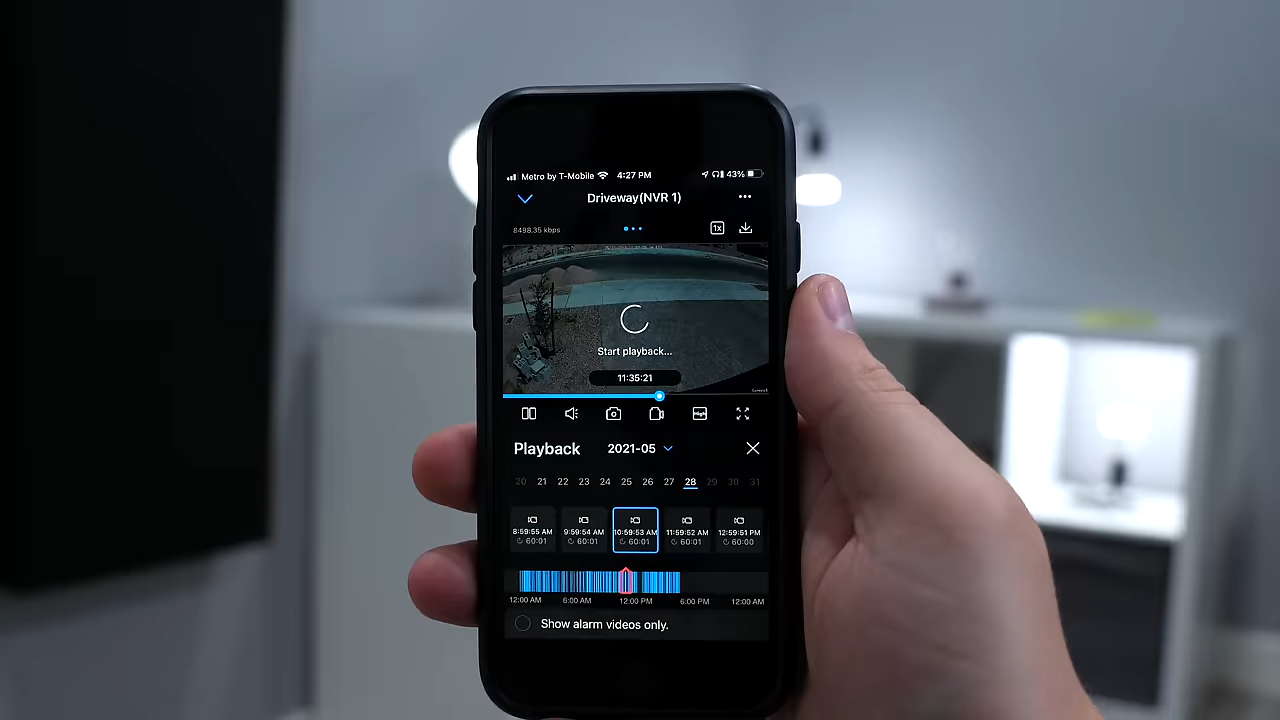 Metro by T-Mobile 4:27 PM 43%
Driveway(NVR 1)
8498.35 kbps 1x
Start playback...
11:35:21
Playback 2021-05
20 21 22 23 24 25 26 27 28 29 30 31
8:59:55 AM 9:59:54 AM 10:59:53 AM 11:59:52 AM 12:59:51 PM
60:01 60:01 60:01 60:01 60:00
12:00 AM 6:00 AM 12:00 PM 6:00 PM 12:00 AM
Show alarm videos only.